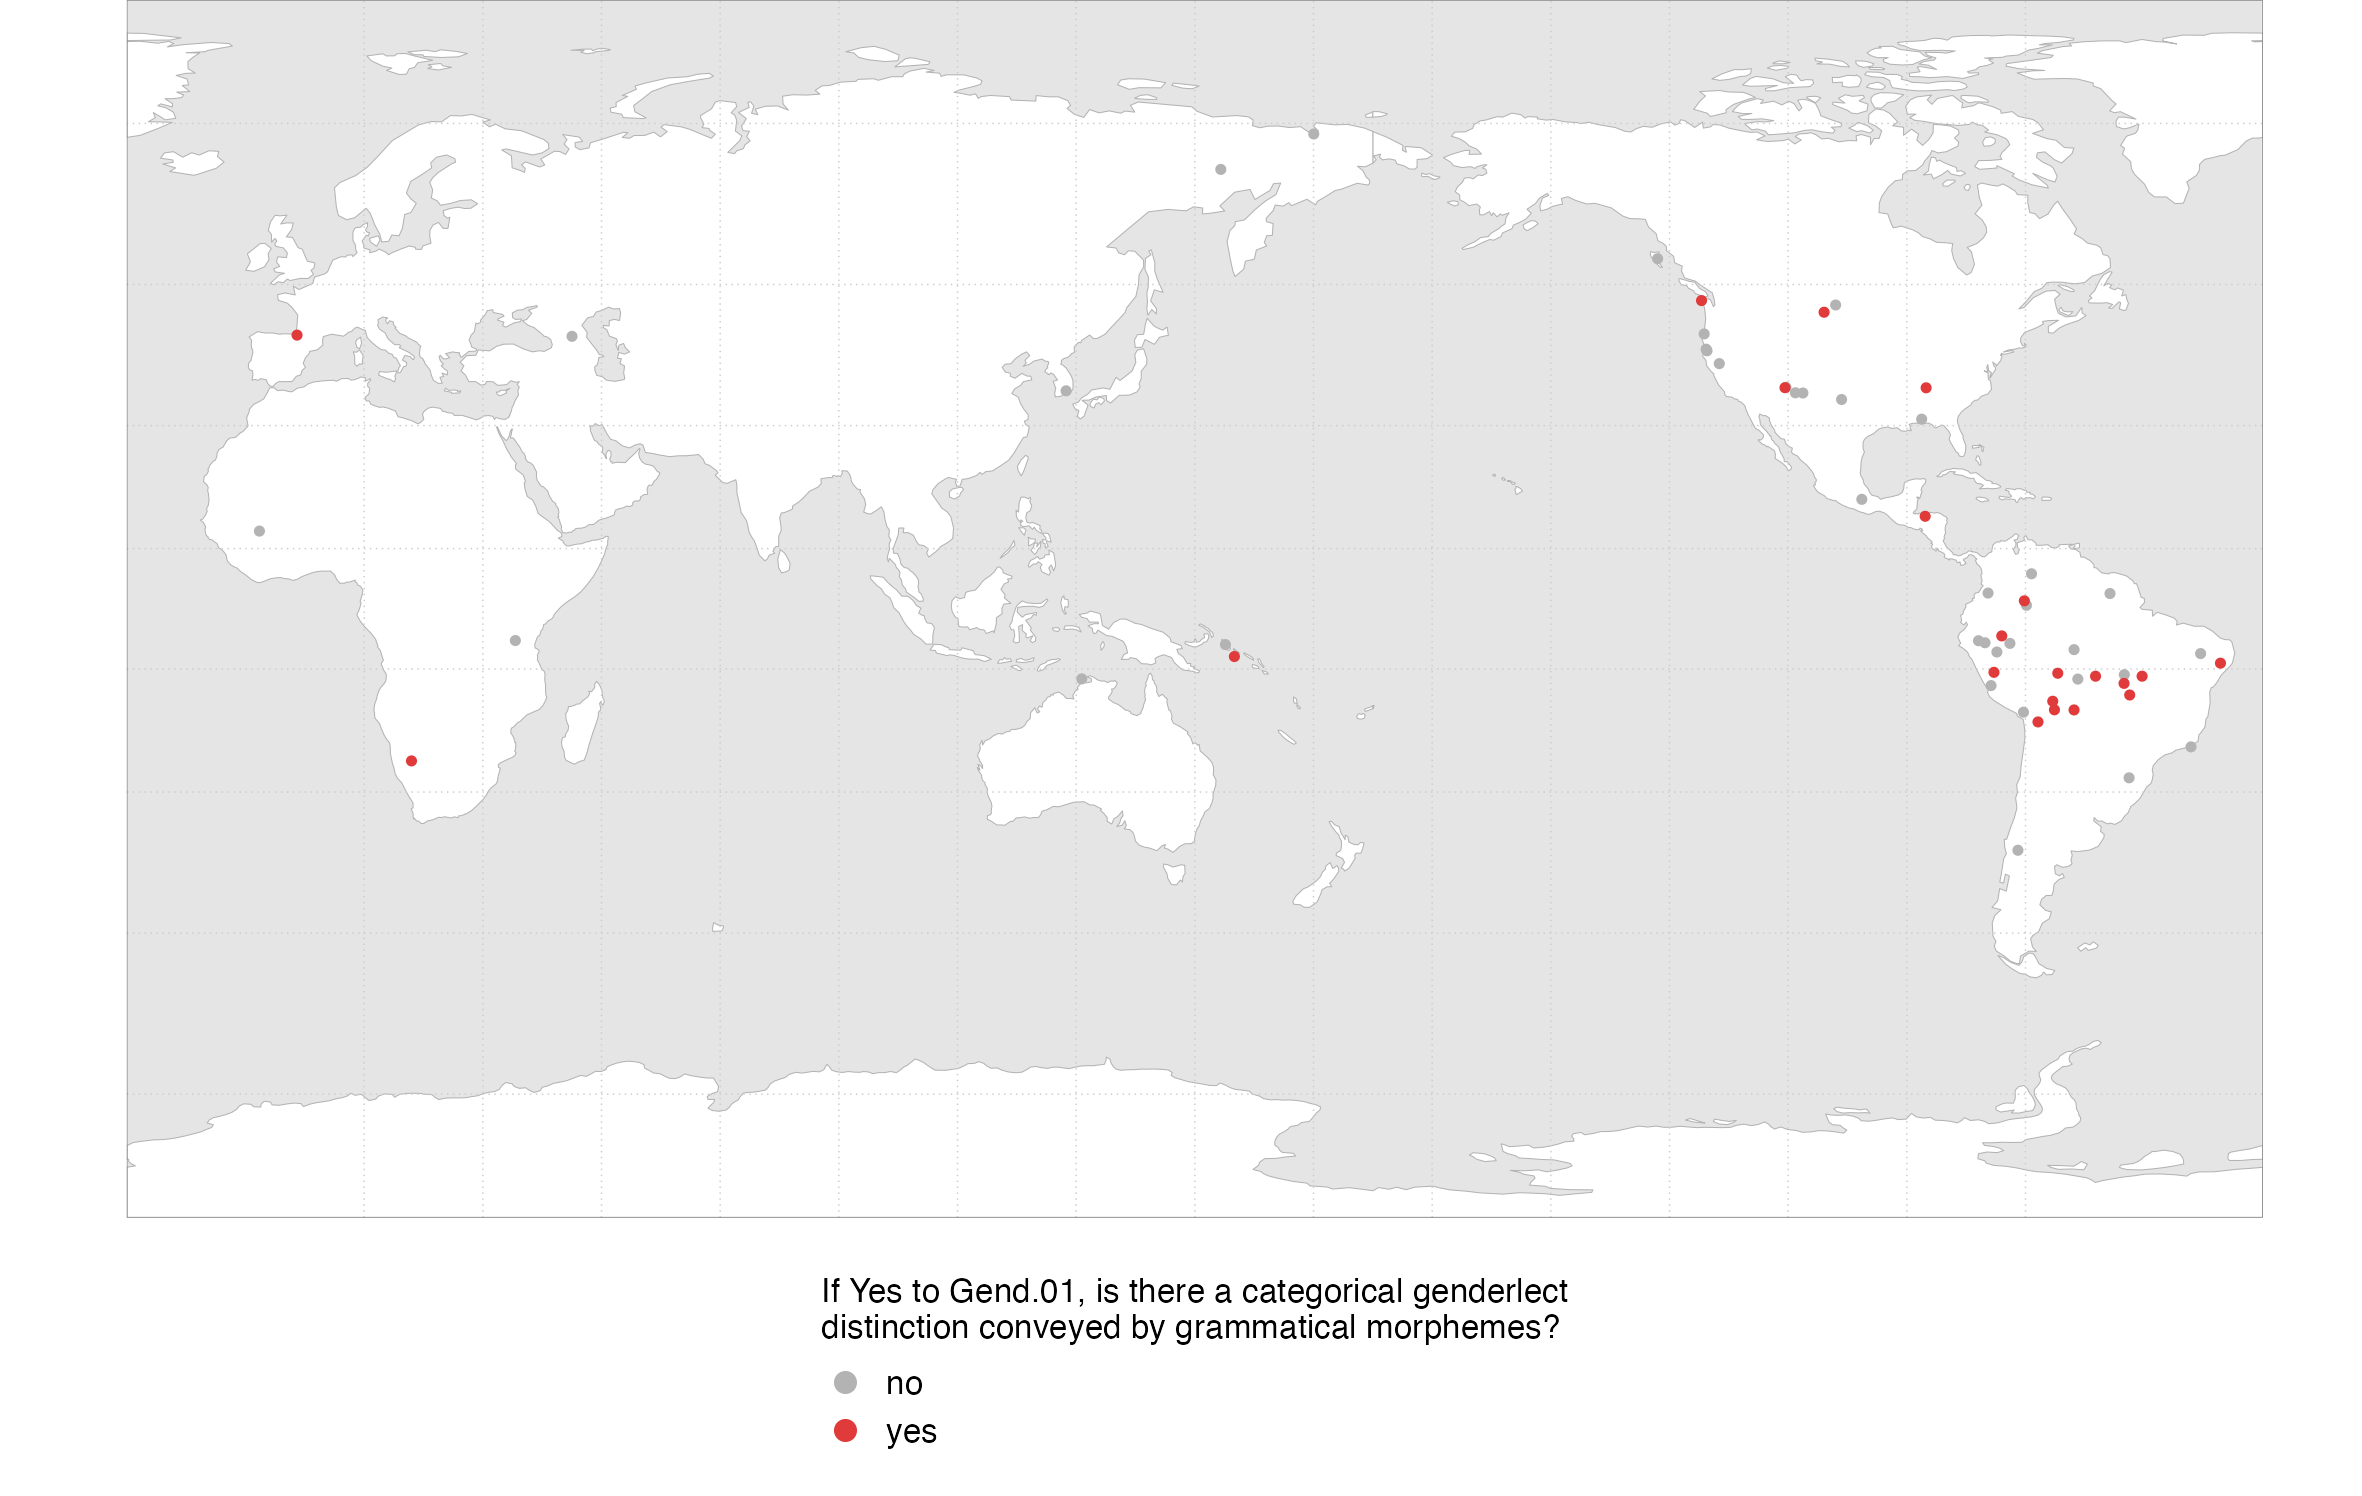 If Yes to Gend.01, is there a categorical genderlect
distinction conveyed by grammatical morphemes?
no
yes